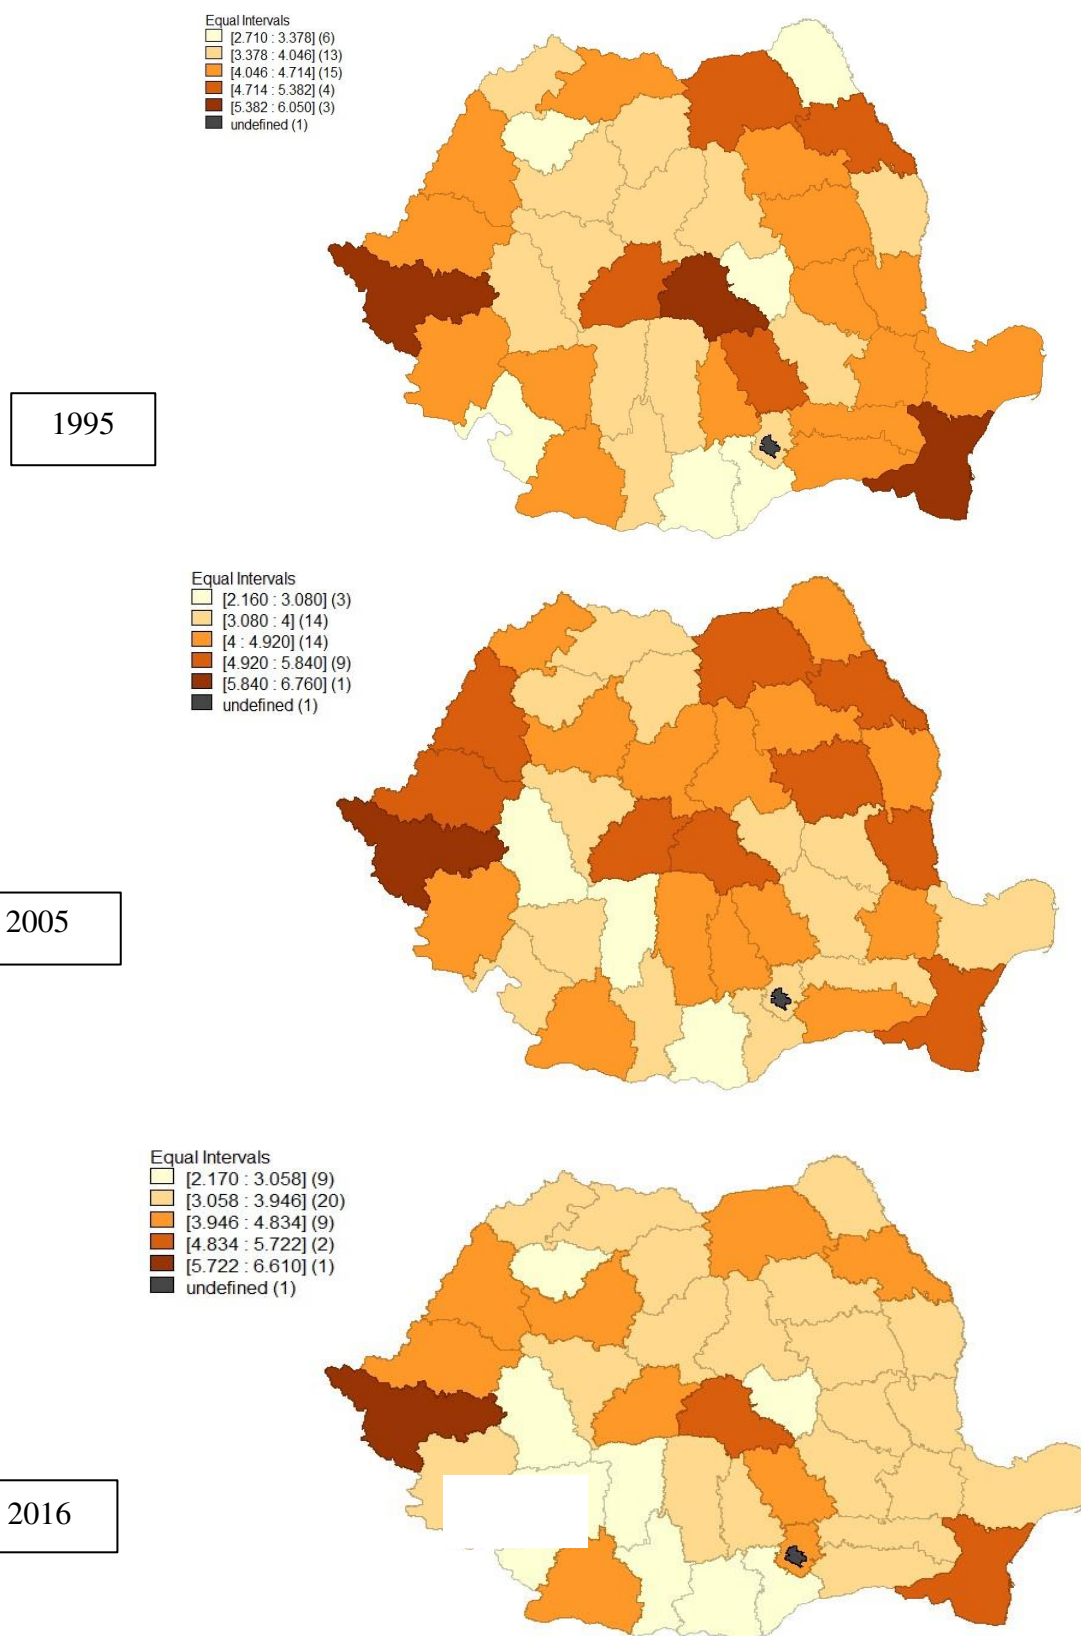 Equal Intervals
[2.710 : 3.378] (6)
[3.378 : 4.046] (13)
[4.046 : 4.714] (15)
[4.714 : 5.382] (4)
[5.382 : 6.050] (3)
undefined (1)
1995
Equal Intervals
[2.160 : 3.080] (3)
[3.080 : 4] (14)
[4 : 4.920] (14)
[4.920 : 5.840] (9)
[5.840 : 6.760] (1)
undefined (1)
2005
Equal Intervals
[2.170 : 3.058] (9)
[3.058 : 3.946] (20)
[3.946 : 4.834] (9)
[4.834 : 5.722] (2)
[5.722 : 6.610] (1)
undefined (1)
2016